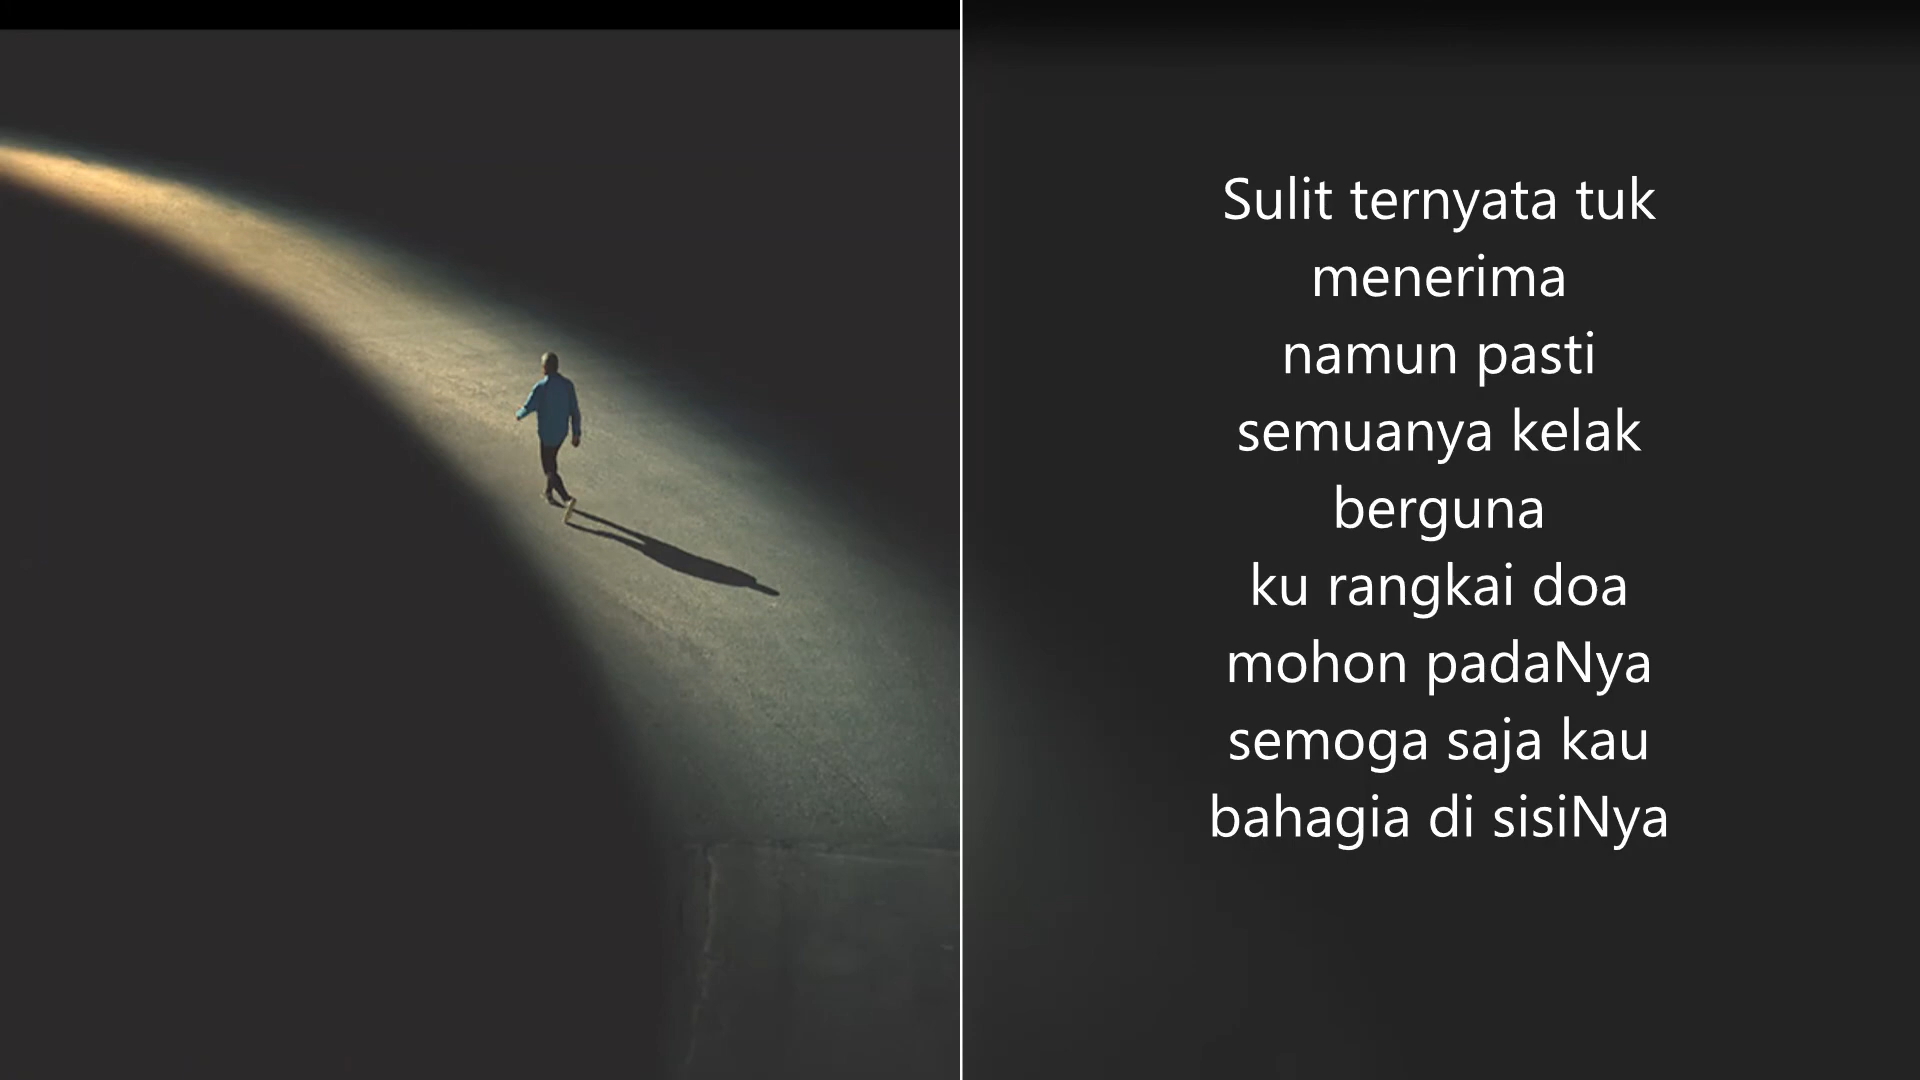 Sulit ternyata tuk
menerima
namun pasti
semuanya kelak
berguna
ku rangkai doa
mohon padaNya
semoga saja kau
bahagia di sisiNya